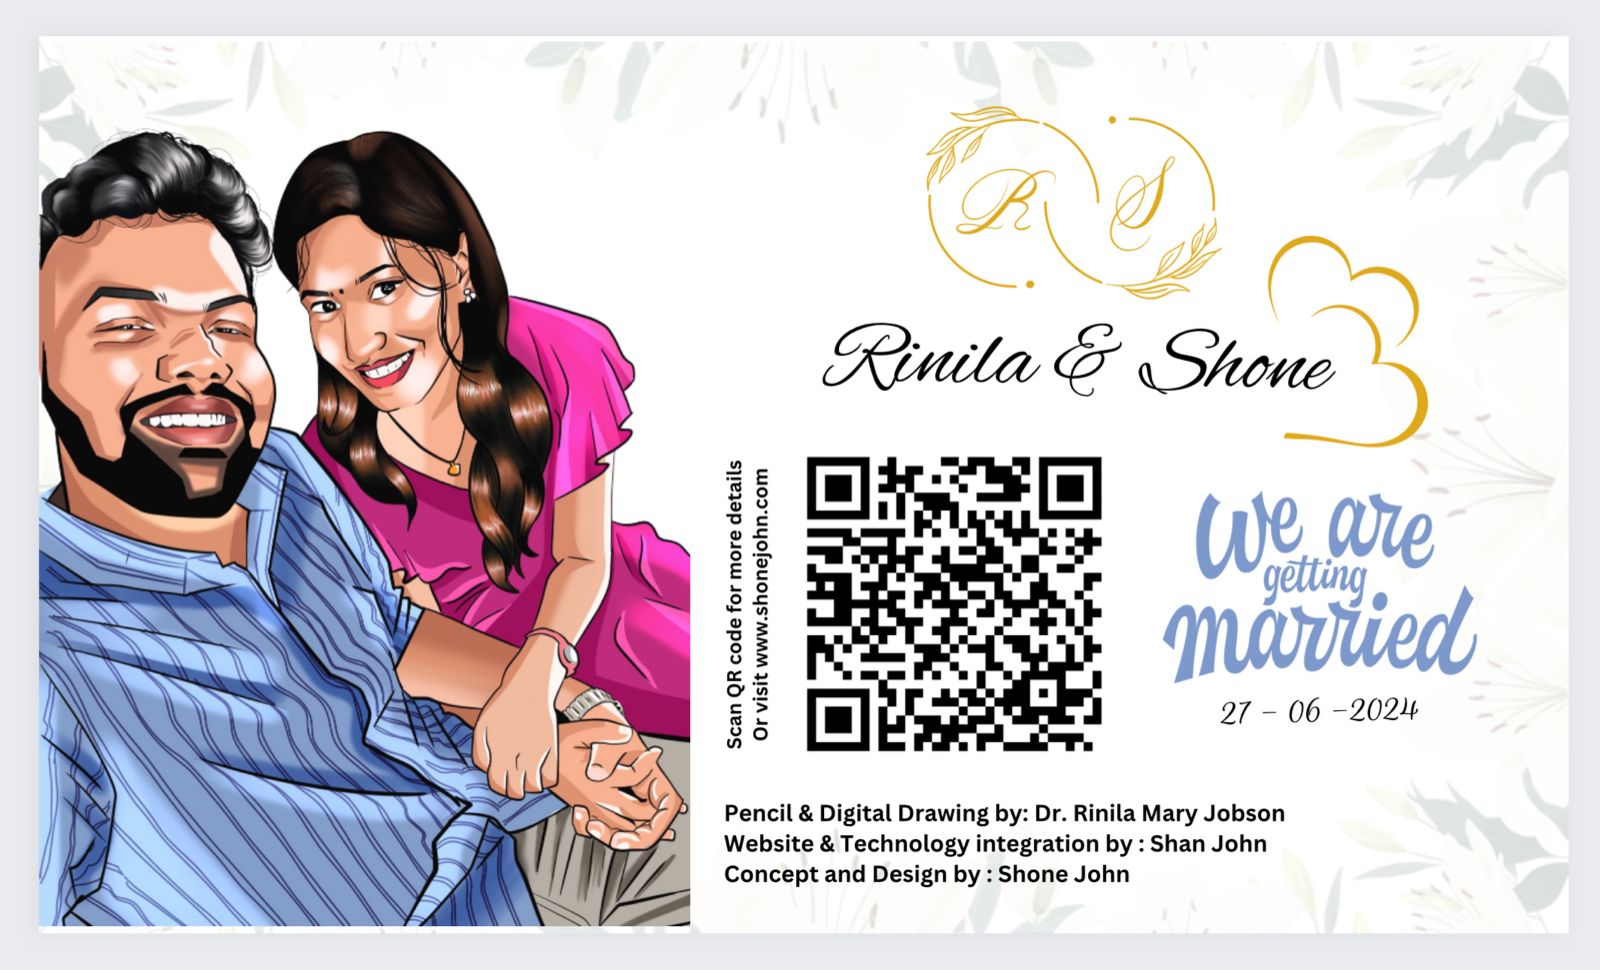 R S
Rinila & Shone
Scan QR code for more details
Or visit www.shonejohn.com
We are
getting
married
27 - 06 -2024
Pencil & Digital Drawing by: Dr. Rinila Mary Jobson
Website & Technology integration by : Shan John
Concept and Design by : Shone John